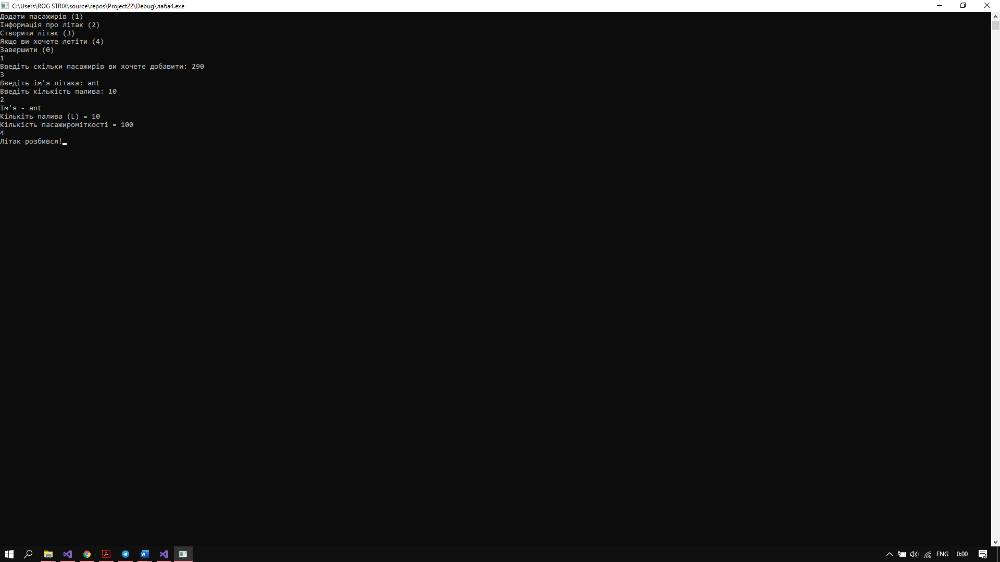 C:\Users\ROG STRIX\source\repos\Project22\Debug\лаба4.exe
Додати пасажирів (1)
Інформація про літак (2)
Створити літак (3)
Якщо ви хочете летіти (4)
Завершити (0)
1
Введіть скільки пасажирів ви хочете добавити: 290
3
Введіть ім'я літака: ant
Введіть кількість палива: 10
2
Ім'я - ant
Кількіть палива (L) = 10
Кількість пасажироміткості = 100
4
Літак розбився!
ENG 0:00